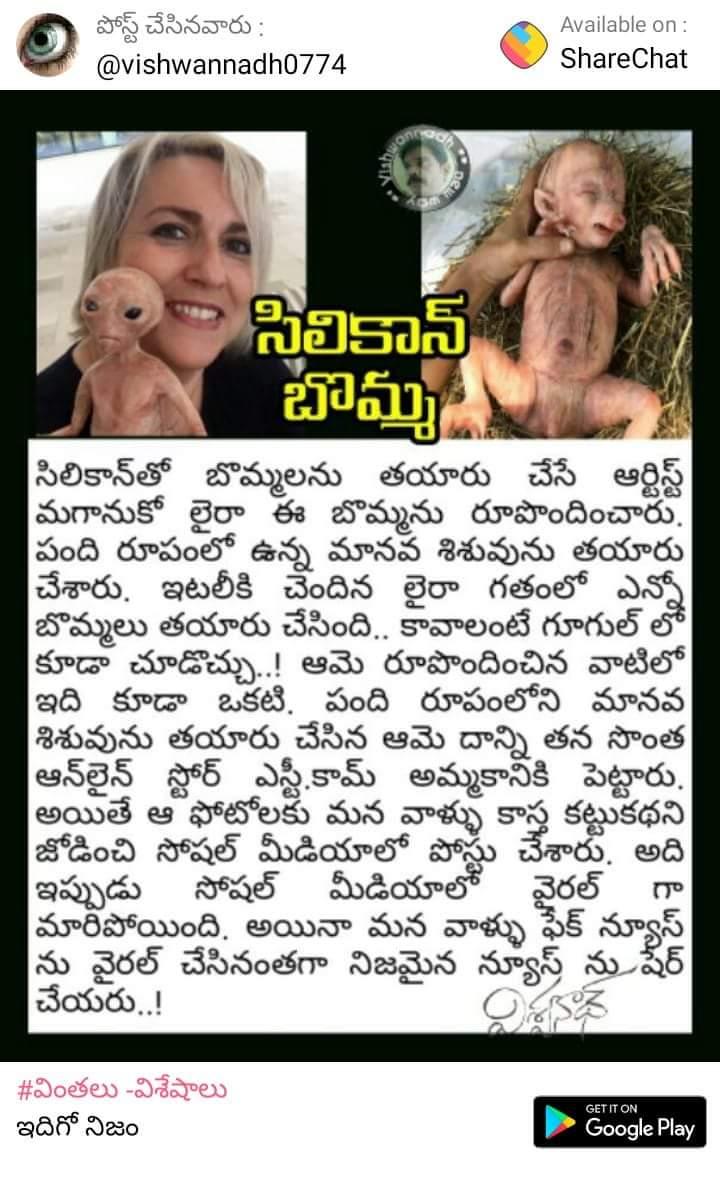 పోస్ట్ చేసినవారు :
@vishwannadh0774
Available on :
ShareChat
సిలికాన్
బొమ్మ
సిలికాన్‌తో బొమ్మలను తయారు చేసే ఆర్టిస్ట్
మగానుకో లైరా ఈ బొమ్మను రూపొందించారు.
పంది రూపంలో ఉన్న మానవ శిశువును తయారు
చేశారు. ఇటలీకి చెందిన లైరా గతంలో ఎన్నో
బొమ్మలు తయారు చేసింది.. కావాలంటే గూగుల్ లో
కూడా చూడొచ్చు..! ఆమె రూపొందించిన వాటిలో
ఇది కూడా ఒకటి. పంది రూపంలోని మానవ
శిశువును తయారు చేసిన ఆమె దాన్ని తన సొంత
ఆన్‌లైన్ స్టోర్ ఎస్టీ.కామ్ అమ్మకానికి పెట్టారు.
అయితే ఆ ఫోటోలకు మన వాళ్ళు కాస్త కట్టుకథని
జోడించి సోషల్ మీడియాలో పోస్టు చేశారు. అది
ఇప్పుడు సోషల్ మీడియాలో వైరల్ గా
మారిపోయింది. అయినా మన వాళ్ళు ఫేక్ న్యూస్
ను వైరల్ చేసినంతగా నిజమైన న్యూస్ ను షేర్
చేయరు..!
విశ్వనాథ్
#వింతలు -విశేషాలు
ఇదిగో నిజం
GET IT ON
Google Play